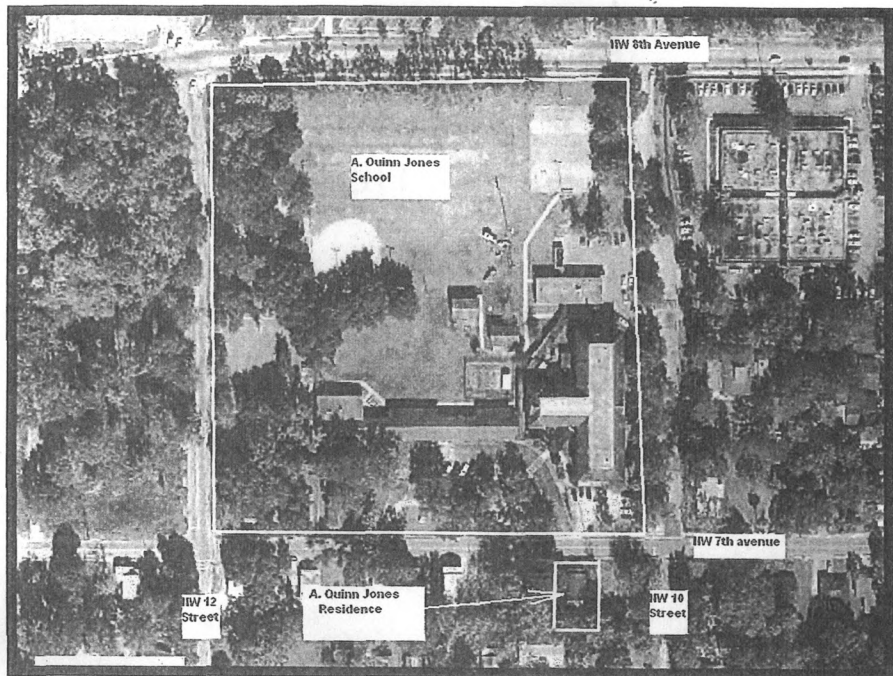 NW 8th Avenue
A. Quinn Jones
School
NW 7th avenue
NW 12
Street
A. Quinn Jones
Residence
NW 10
Street